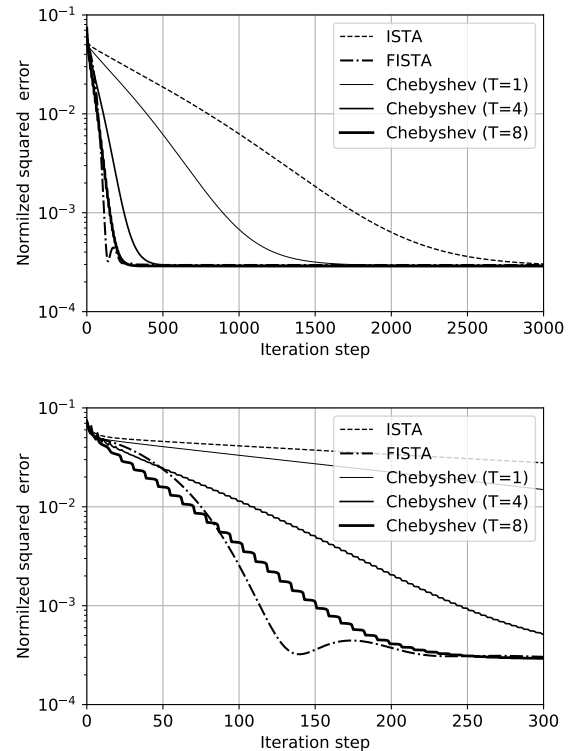 10⁻¹
10⁻²
10⁻³
10⁻⁴
Normilzed squared error
ISTA
FISTA
Chebyshev (T=1)
Chebyshev (T=4)
Chebyshev (T=8)
0 500 1000 1500 2000 2500 3000
Iteration step
10⁻¹
10⁻²
10⁻³
10⁻⁴
Normilzed squared error
ISTA
FISTA
Chebyshev (T=1)
Chebyshev (T=4)
Chebyshev (T=8)
0 50 100 150 200 250 300
Iteration step